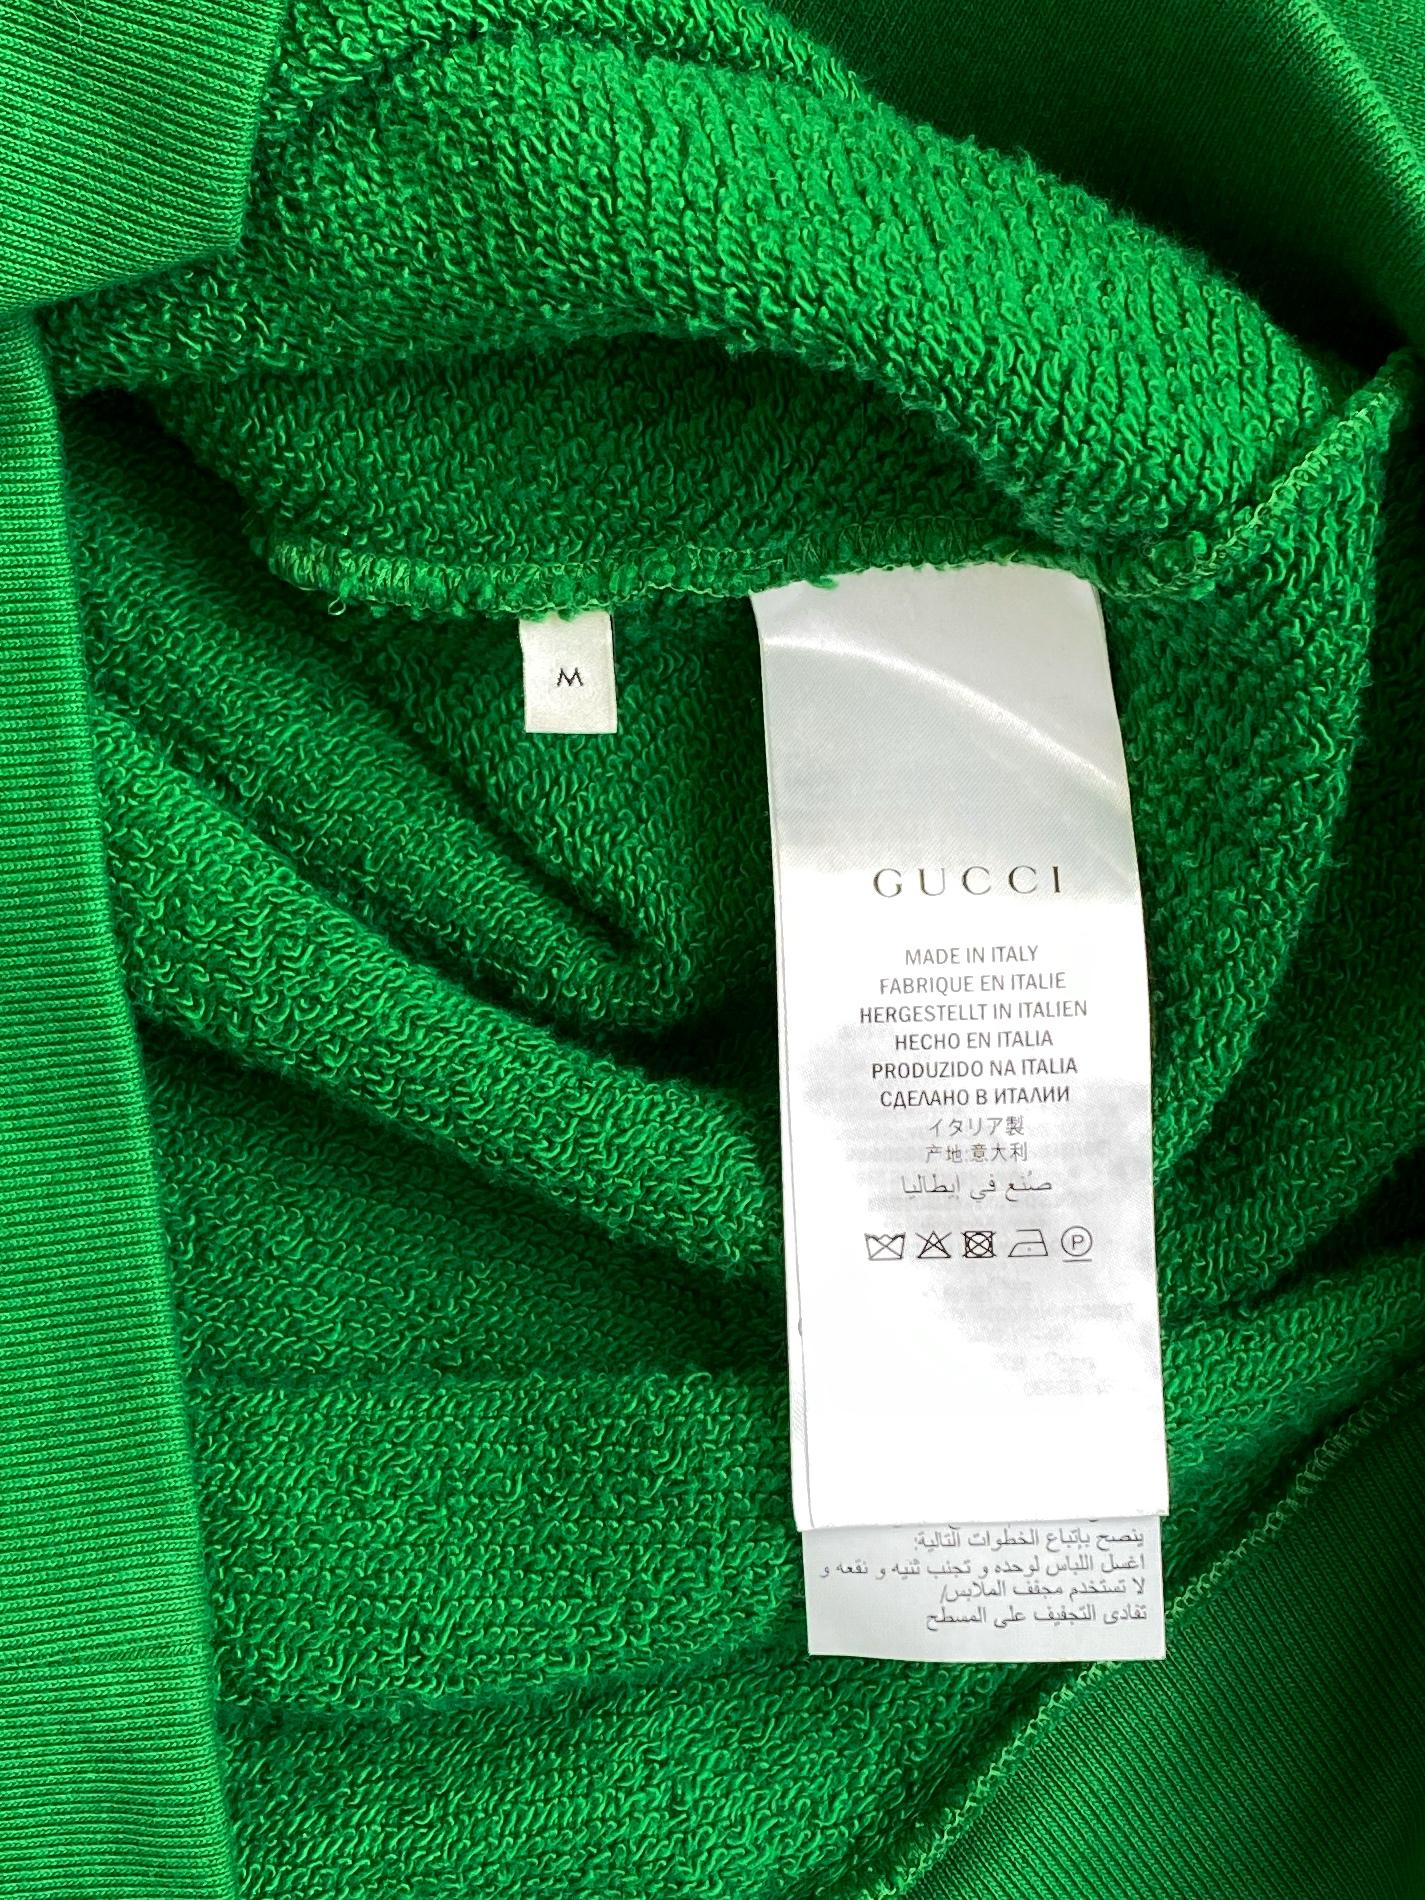 M
GUCCI
MADE IN ITALY
FABRIQUE EN ITALIE
HERGESTELLT IN ITALIEN
HECHO EN ITALIA
PRODUZIDO NA ITALIA
СДЕЛАНО В ИТАЛИИ
イタリア製
产地:意大利
صُنع في إيطاليا
P
ينصح بإتباع الخطوات التالية:
اغسل اللباس لوحده و تجنب ثنيه و نقعه و
لا تستخدم مجفف الملابس/
تفادى التجفيف على المسطح